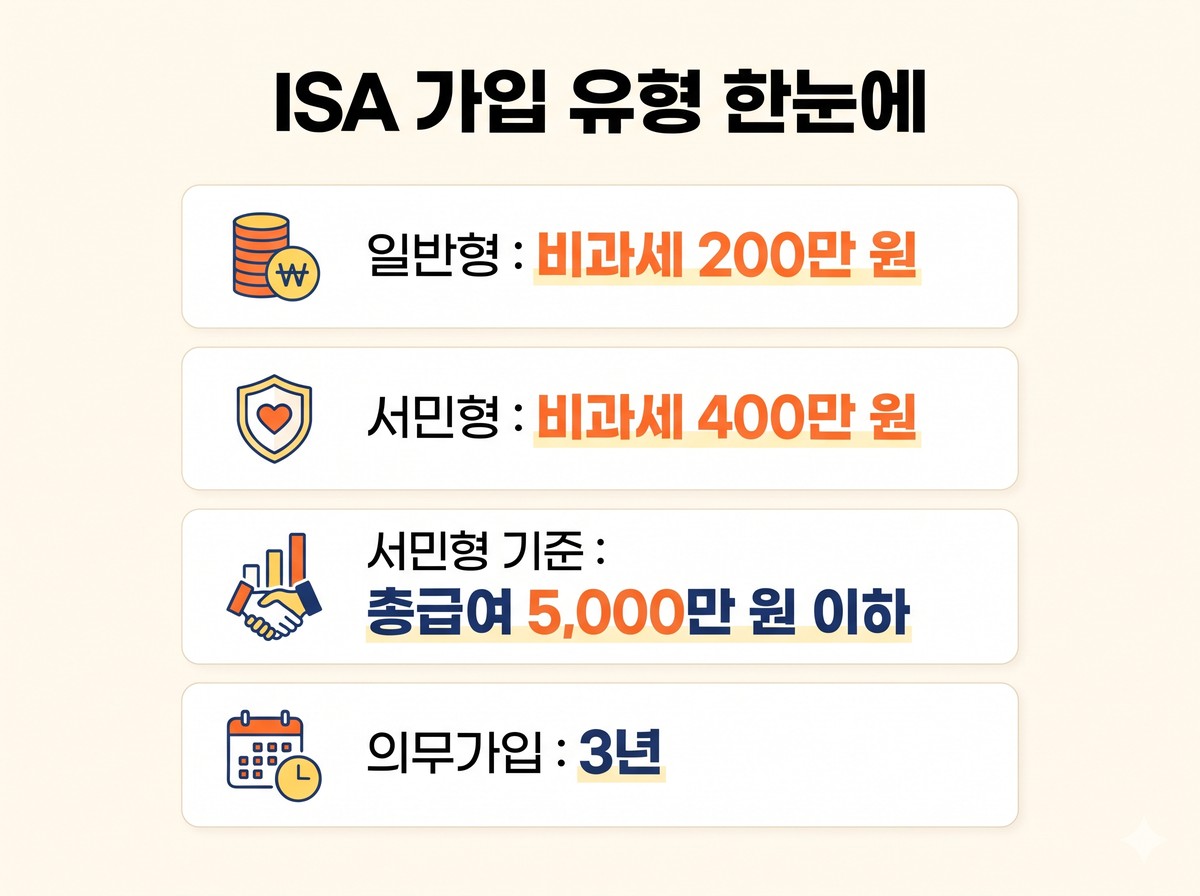 ISA 가입 유형 한눈에
₩
일반형 : 비과세 200만 원
서민형 : 비과세 400만 원
서민형 기준 :
총급여 5,000만 원 이하
의무가입 : 3년